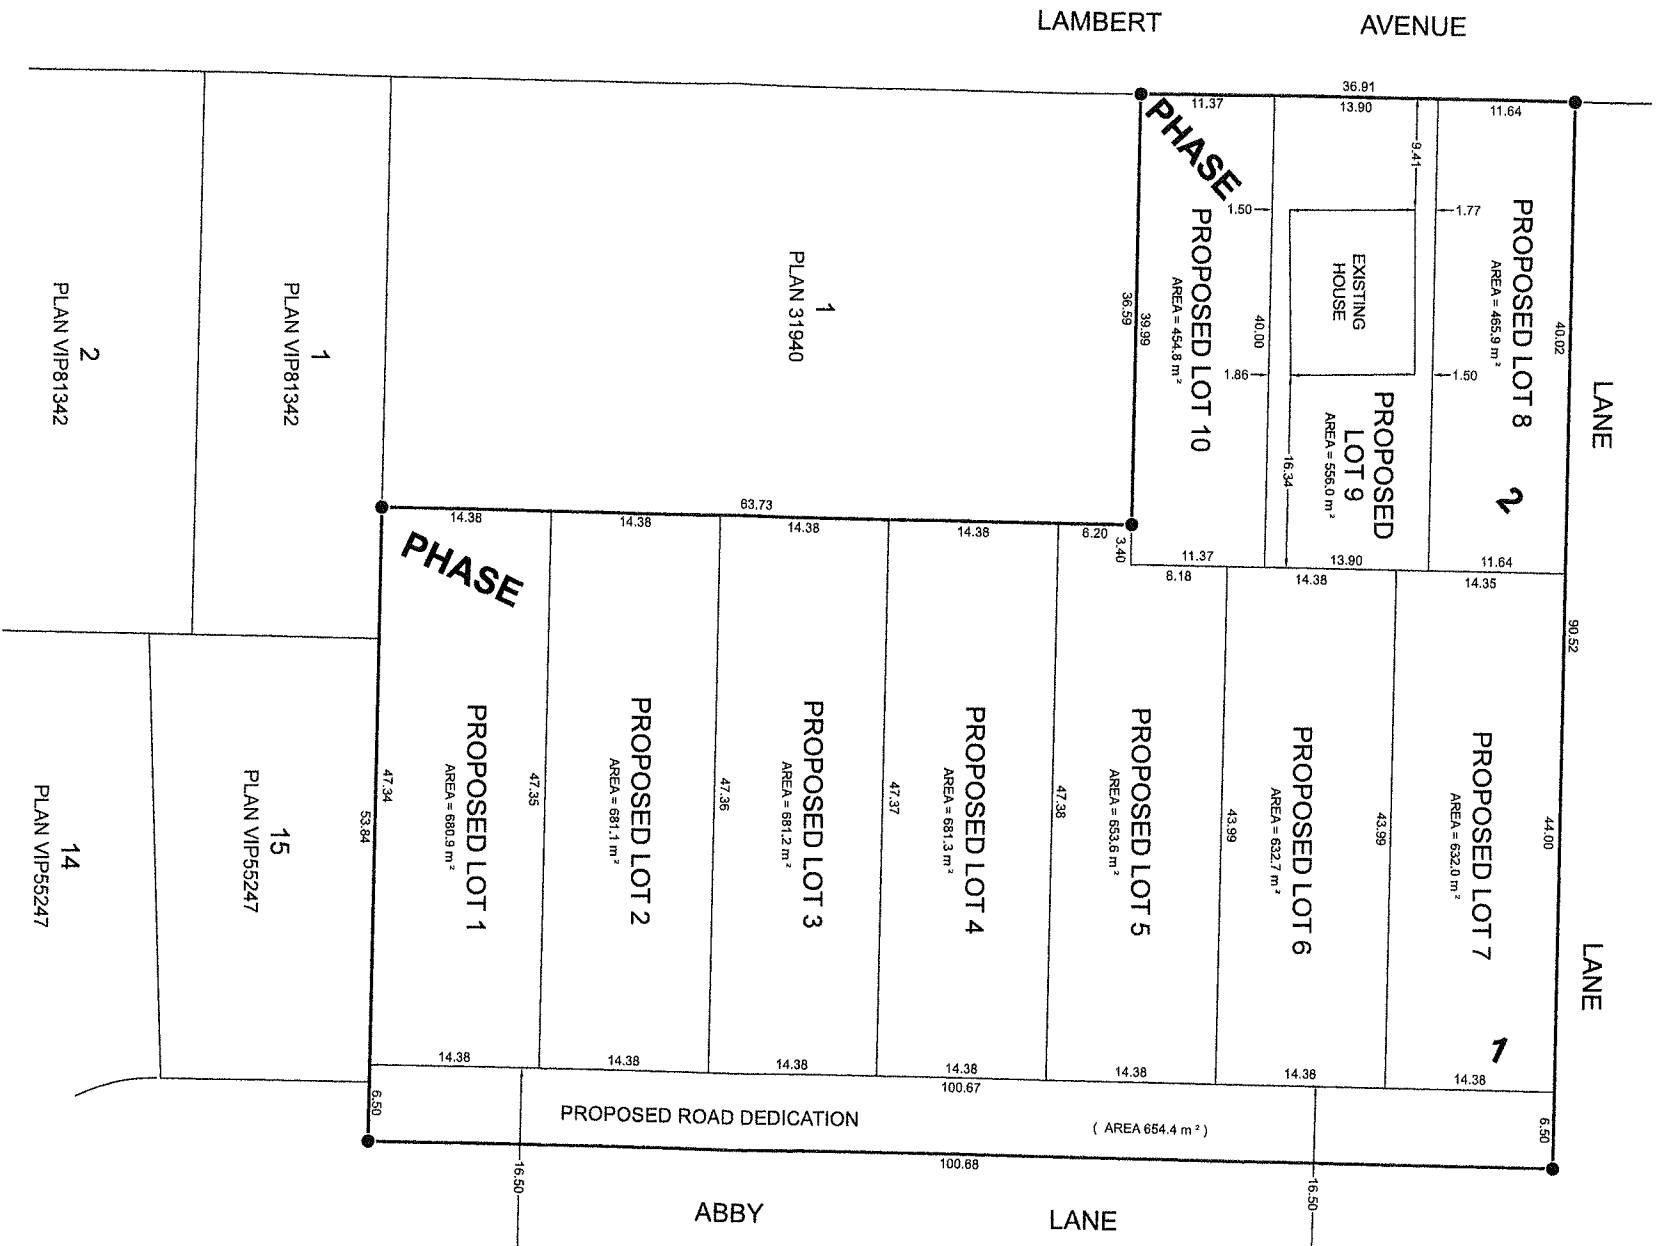 LAMBERT AVENUE
36.91
11.37
13.90
11.64
PHASE
9.41
1.50
1.77
EXISTING
HOUSE
1.86
1.50
40.00
16.34
PROPOSED LOT 10
AREA = 454.8 m²
PROPOSED
LOT 9
AREA = 556.0 m²
PROPOSED LOT 8
AREA = 465.9 m²
40.02
LANE
2
36.59
39.99
1
PLAN 31940
1
PLAN VIP81342
2
PLAN VIP81342
63.73
14.38
14.38
14.38
14.38
6.20
3.40
11.37
13.90
11.64
8.18
14.38
14.35
90.52
PHASE
PROPOSED LOT 1
AREA = 680.9 m²
PROPOSED LOT 2
AREA = 681.1 m²
PROPOSED LOT 3
AREA = 681.2 m²
PROPOSED LOT 4
AREA = 681.3 m²
PROPOSED LOT 5
AREA = 653.6 m²
PROPOSED LOT 6
AREA = 632.7 m²
PROPOSED LOT 7
AREA = 632.0 m²
53.84
47.34
47.35
47.36
47.37
47.38
43.99
43.99
44.00
LANE
1
15
PLAN VIP55247
14
PLAN VIP55247
14.38
14.38
14.38
14.38
14.38
14.38
14.38
100.67
6.50
PROPOSED ROAD DEDICATION
( AREA 654.4 m² )
6.50
100.68
16.50
16.50
ABBY LANE